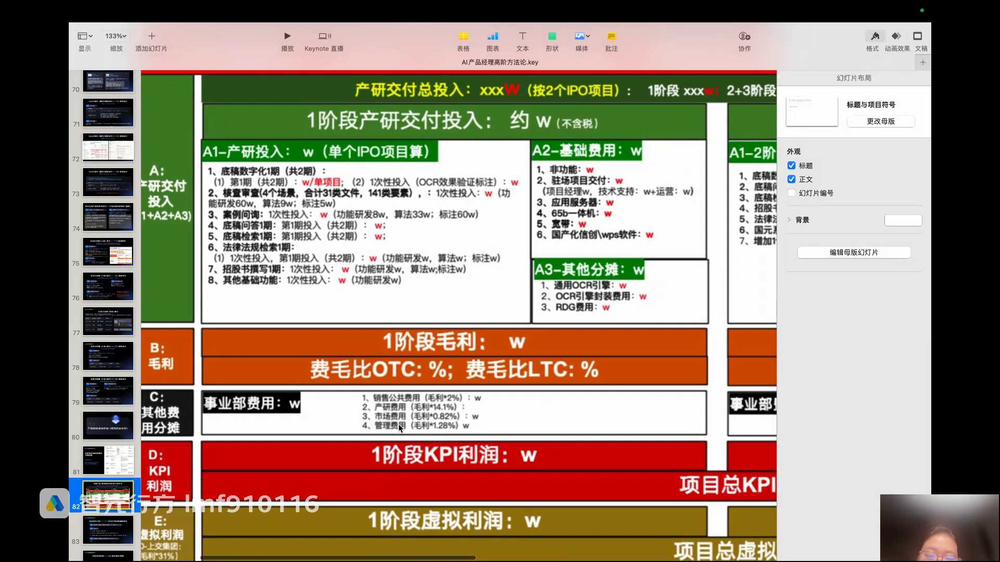 133%
显示
缩放
添加幻灯片
播放
Keynote 直播
表格
图表
文本
形状
媒体
批注
协作
格式
动画效果
文稿
AI产品经理高阶方法论.key
70
71
72
73
74
75
76
77
78
79
80
81
82
83
产研交付总投入：xxxW（按2个IPO项目）： 1阶段 xxxw；2+3阶段
1阶段产研交付投入： 约 w（不含税）
A：
产研交付
投入
1+A2+A3)
A1-产研投入： w（单个IPO项目算）
1、底稿数字化1期（共2期）：
（1）第1期（共2期）：w/单项目；（2）1次性投入（OCR效果验证标注）：w
2、核查审查(4个场景，合计31类文件，141类要素），：1次性投入：w（功
能研发60w，算法9w；标注5w）
3、案例问询：1次性投入： w（功能研发8w，算法33w；标注60w）
4、底稿问答1期：第1期投入（共2期）： w；
5、底稿检索1期：第1期投入（共2期）： w；
6、法律法规检索1期：
（1）1次性投入，第1期投入（共2期）：w（功能研发w，算法w；标注w）
7、招股书撰写1期：1次性投入： w（功能研发w，算法w;标注w）
8、其他基础功能：1次性投入： w（功能研发w）
A2-基础费用：w
1、非功能：w
2、驻场项目交付：w
（项目经理w，技术支持：w+运营：w）
3、应用服务器：w
4、65b一体机：w
5、宽带：w
6、国产化信创\wps软件：w
A3-其他分摊：w
1、通用OCR引擎：w
2、OCR引擎封装费用：w
3、RDG费用：w
A1-2阶
1、底稿数
2、底稿问
3、底稿检
4、招股书
5、法律法
6、国元系
7、增加1
B：
毛利
1阶段毛利： w
费毛比OTC: %；费毛比LTC: %
C：
其他费
用分摊
事业部费用：w
1、销售公共费用（毛利*2%）：w
2、产研费用（毛利*14.1%）：
3、市场费用（毛利*0.82%）：w
4、管理费用（毛利*1.28%）w
事业部
D：
KPI
利润
1阶段KPI利润：w
项目总KPI
E:
虚拟利润
D-上交集团：
毛利*31%）
1阶段虚拟利润：w
项目总虚拟
幻灯片布局
标题与项目符号
更改母版
外观
标题
正文
幻灯片编号
背景
编辑母版幻灯片
智元行方 lmf910116